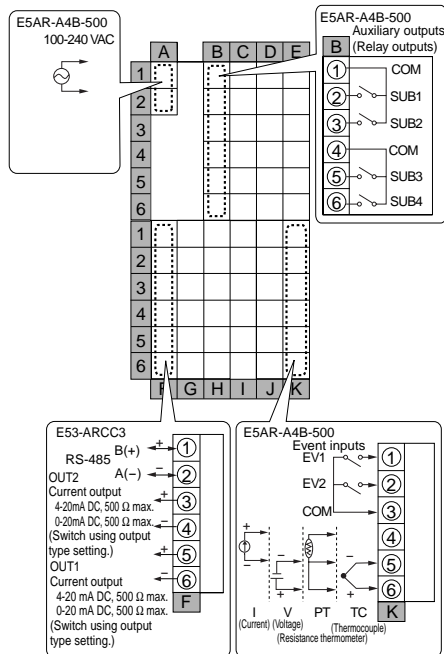 E5AR-A4B-500
100-240 VAC
A B C D E
1
2
3
4
5
6
1
2
3
4
5
6
F G H I J K
E5AR-A4B-500
Auxiliary outputs
(Relay outputs)
B
1 COM
2 SUB1
3 SUB2
4 COM
5 SUB3
6 SUB4
E53-ARCC3
RS-485
B(+) + 1
A(−) − 2
OUT2
Current output
4-20mA DC, 500 Ω max.
0-20mA DC, 500 Ω max.
(Switch using output
type setting.)
+ 3
− 4
OUT1
Current output
4-20 mA DC, 500 Ω max.
0-20 mA DC, 500 Ω max.
(Switch using output
type setting.)
+ 5
− 6
F
E5AR-A4B-500
Event inputs
EV1 1
EV2 2
COM 3
4
5
6
+ − − −
− + +
I V PT TC
(Current) (Voltage) (Thermocouple)
(Resistance thermometer)
K